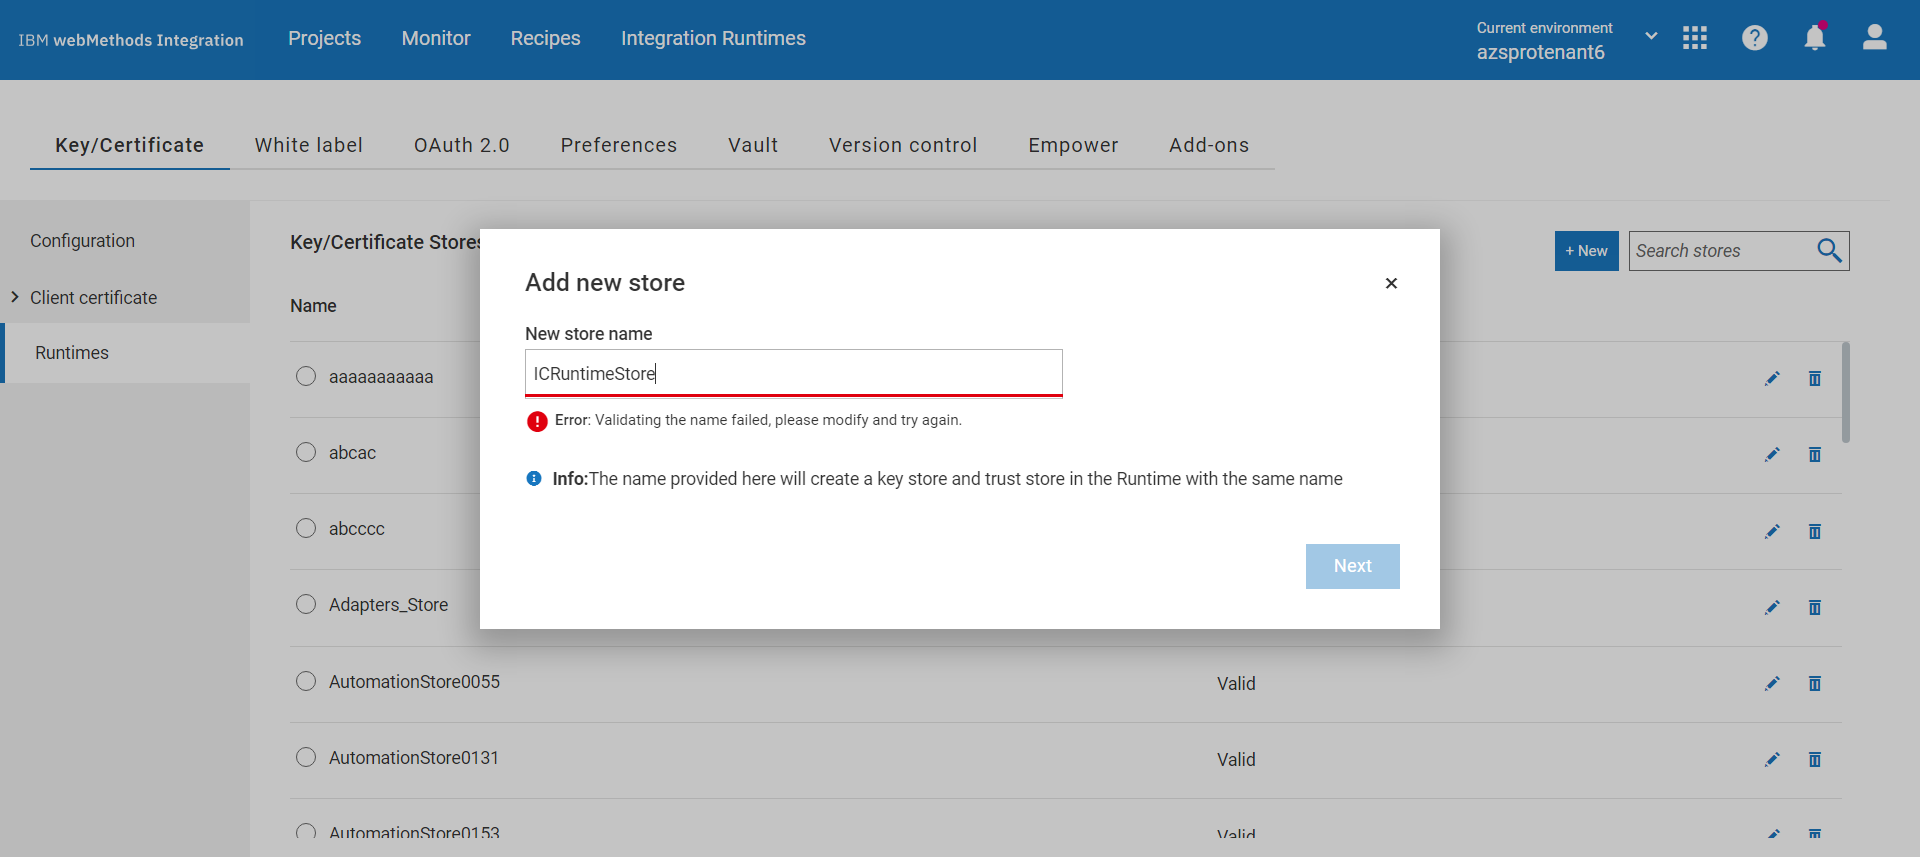 IBM webMethods Integration
Projects
Monitor
Recipes
Integration Runtimes
Current environment
azsprotenant6
Key/Certificate
White label
OAuth 2.0
Preferences
Vault
Version control
Empower
Add-ons
Configuration
Client certificate
Runtimes
Key/Certificate Stores
+ New
Search stores
Name
Add new store
New store name
ICRuntimeStore
Error: Validating the name failed, please modify and try again.
Info:The name provided here will create a key store and trust store in the Runtime with the same name
Next
aaaaaaaaaaa
abcac
abcccc
Adapters_Store
AutomationStore0055
Valid
AutomationStore0131
Valid
AutomationStore0153
Valid